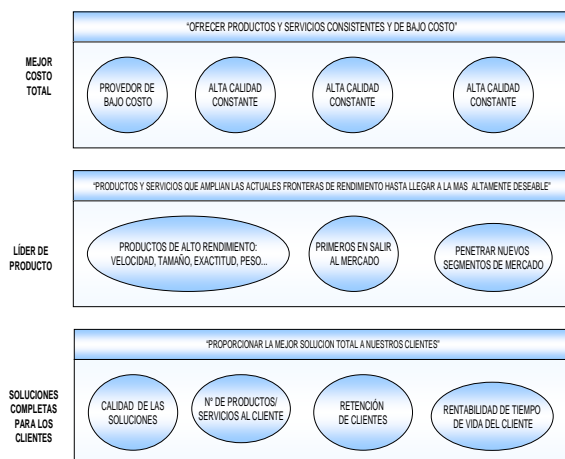 "OFRECER PRODUCTOS Y SERVICIOS CONSISTENTES Y DE BAJO COSTO"
MEJOR
COSTO
TOTAL
PROVEDOR DE
BAJO COSTO
ALTA CALIDAD
CONSTANTE
ALTA CALIDAD
CONSTANTE
ALTA CALIDAD
CONSTANTE
"PRODUCTOS Y SERVICIOS QUE AMPLIAN LAS ACTUALES FRONTERAS DE RENDIMIENTO HASTA LLEGAR A LA MAS ALTAMENTE DESEABLE"
LÍDER DE
PRODUCTO
PRODUCTOS DE ALTO RENDIMIENTO:
VELOCIDAD, TAMAÑO, EXACTITUD, PESO...
PRIMEROS EN SALIR
AL MERCADO
PENETRAR NUEVOS
SEGMENTOS DE MERCADO
"PROPORCIONAR LA MEJOR SOLUCION TOTAL A NUESTROS CLIENTES"
SOLUCIONES
COMPLETAS
PARA LOS
CLIENTES
CALIDAD DE LAS
SOLUCIONES
Nº DE PRODUCTOS/
SERVICIOS AL CLIENTE
RETENCIÓN
DE CLIENTES
RENTABILIDAD DE TIEMPO
DE VIDA DEL CLIENTE